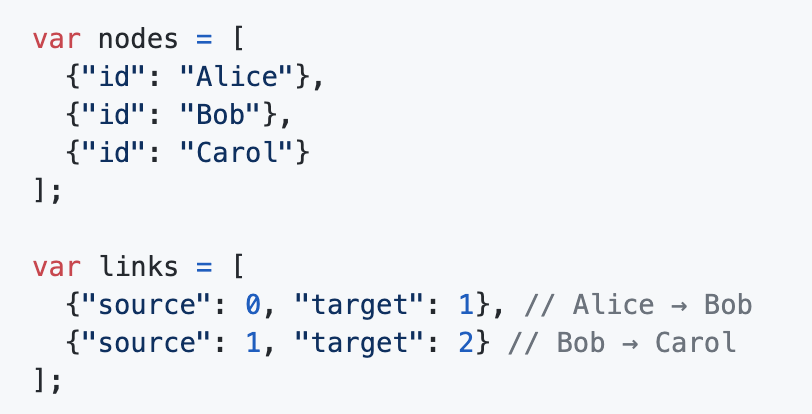 var nodes = [
  {"id": "Alice"},
  {"id": "Bob"},
  {"id": "Carol"}
];

var links = [
  {"source": 0, "target": 1}, // Alice → Bob
  {"source": 1, "target": 2} // Bob → Carol
];